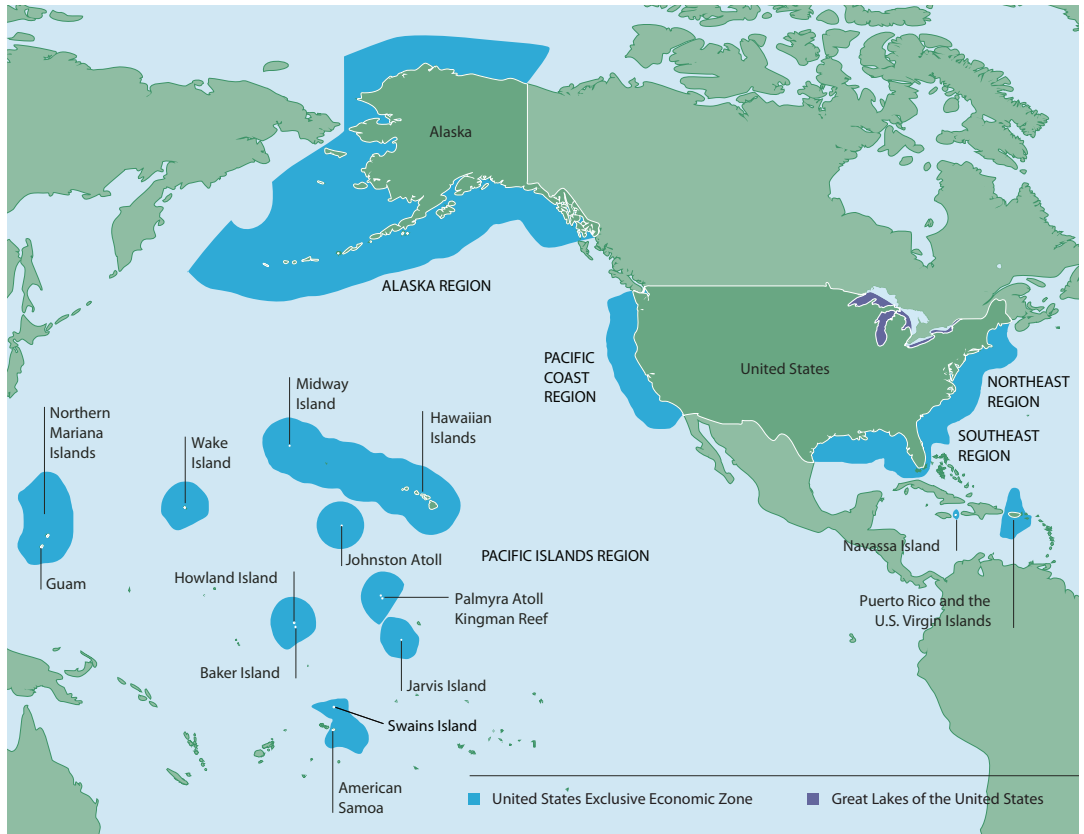 Alaska
ALASKA REGION
PACIFIC
COAST
REGION
United States
NORTHEAST
REGION
SOUTHEAST
REGION
Midway
Island
Hawaiian
Islands
Northern
Mariana
Islands
Wake
Island
Navassa Island
PACIFIC ISLANDS REGION
Johnston Atoll
Guam
Howland Island
Palmyra Atoll
Kingman Reef
Puerto Rico and the
U.S. Virgin Islands
Baker Island
Jarvis Island
Swains Island
American
Samoa
United States Exclusive Economic Zone
Great Lakes of the United States